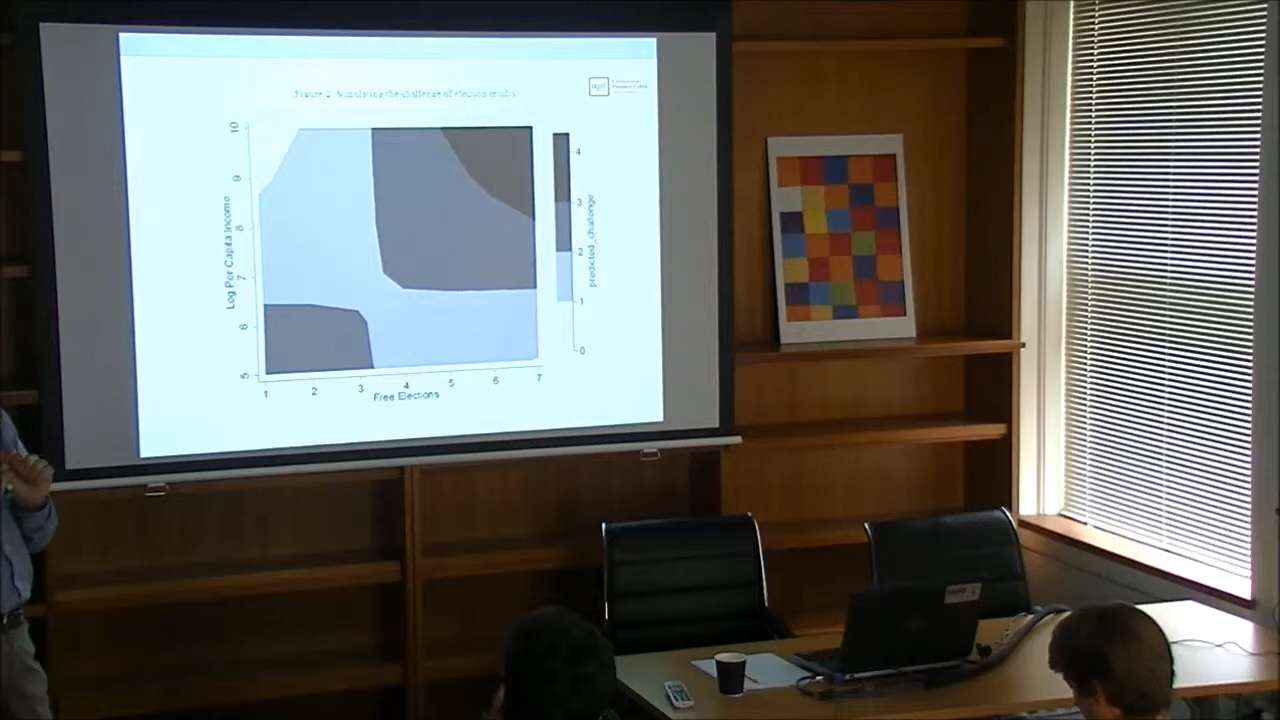 Figure 2: Simulating the challenge of election results
epf
Log Per Capita Income
10
9
8
7
6
5
1 2 3 4 5 6 7
Free Elections
4
3
2
1
0
predicted_challenge